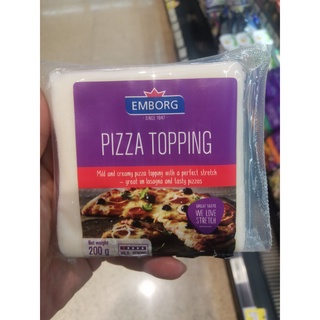 EMBORG
SINCE 1947
PIZZA TOPPING
Mild and creamy pizza topping with a perfect stretch
– great on lasagna and tasty pizzas
GREAT TASTE
WE LOVE
STRETCH
Net weight:
200 g